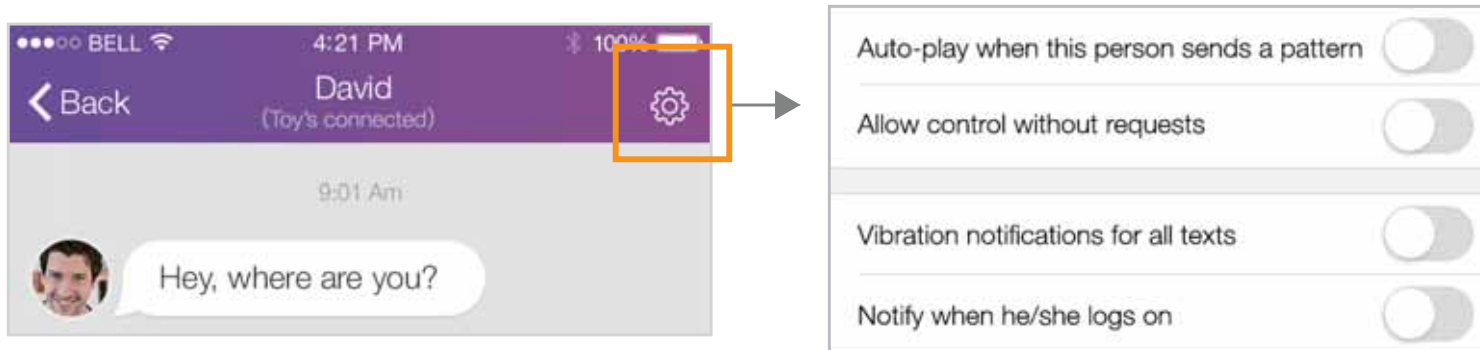 BELL 4:21 PM 100%
Back David
(Toy's connected)
9:01 Am
Hey, where are you?
Auto-play when this person sends a pattern
Allow control without requests
Vibration notifications for all texts
Notify when he/she logs on